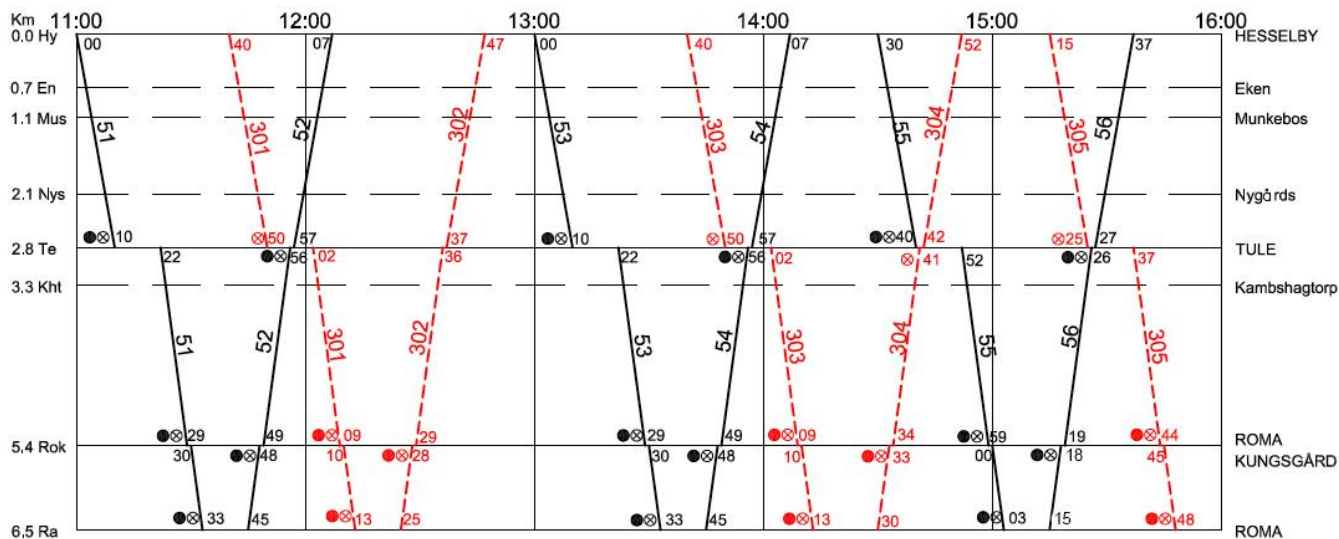 Km 11:00 12:00 13:00 14:00 15:00 16:00
0.0 Hy 00 40 07 47 00 40 07 30 52 15 37 HESSELBY
0.7 En Eken
1.1 Mus Munkebos
51 301 52 302 53 303 54 55 304 305 56
2.1 Nys Nygårds
10 50 57 37 10 50 57 40 42 25 27
2.8 Te TULE
22 56 02 36 22 56 02 41 52 26 37
3.3 Kht Kambshagtorp
51 52 301 302 53 54 303 304 55 56 305
29 49 09 29 29 49 09 34 59 19 44
5,4 Rok ROMA
30 48 10 28 30 48 10 33 00 18 45 KUNGSGÅRD
33 45 13 25 33 45 13 30 03 15 48
6,5 Ra ROMA